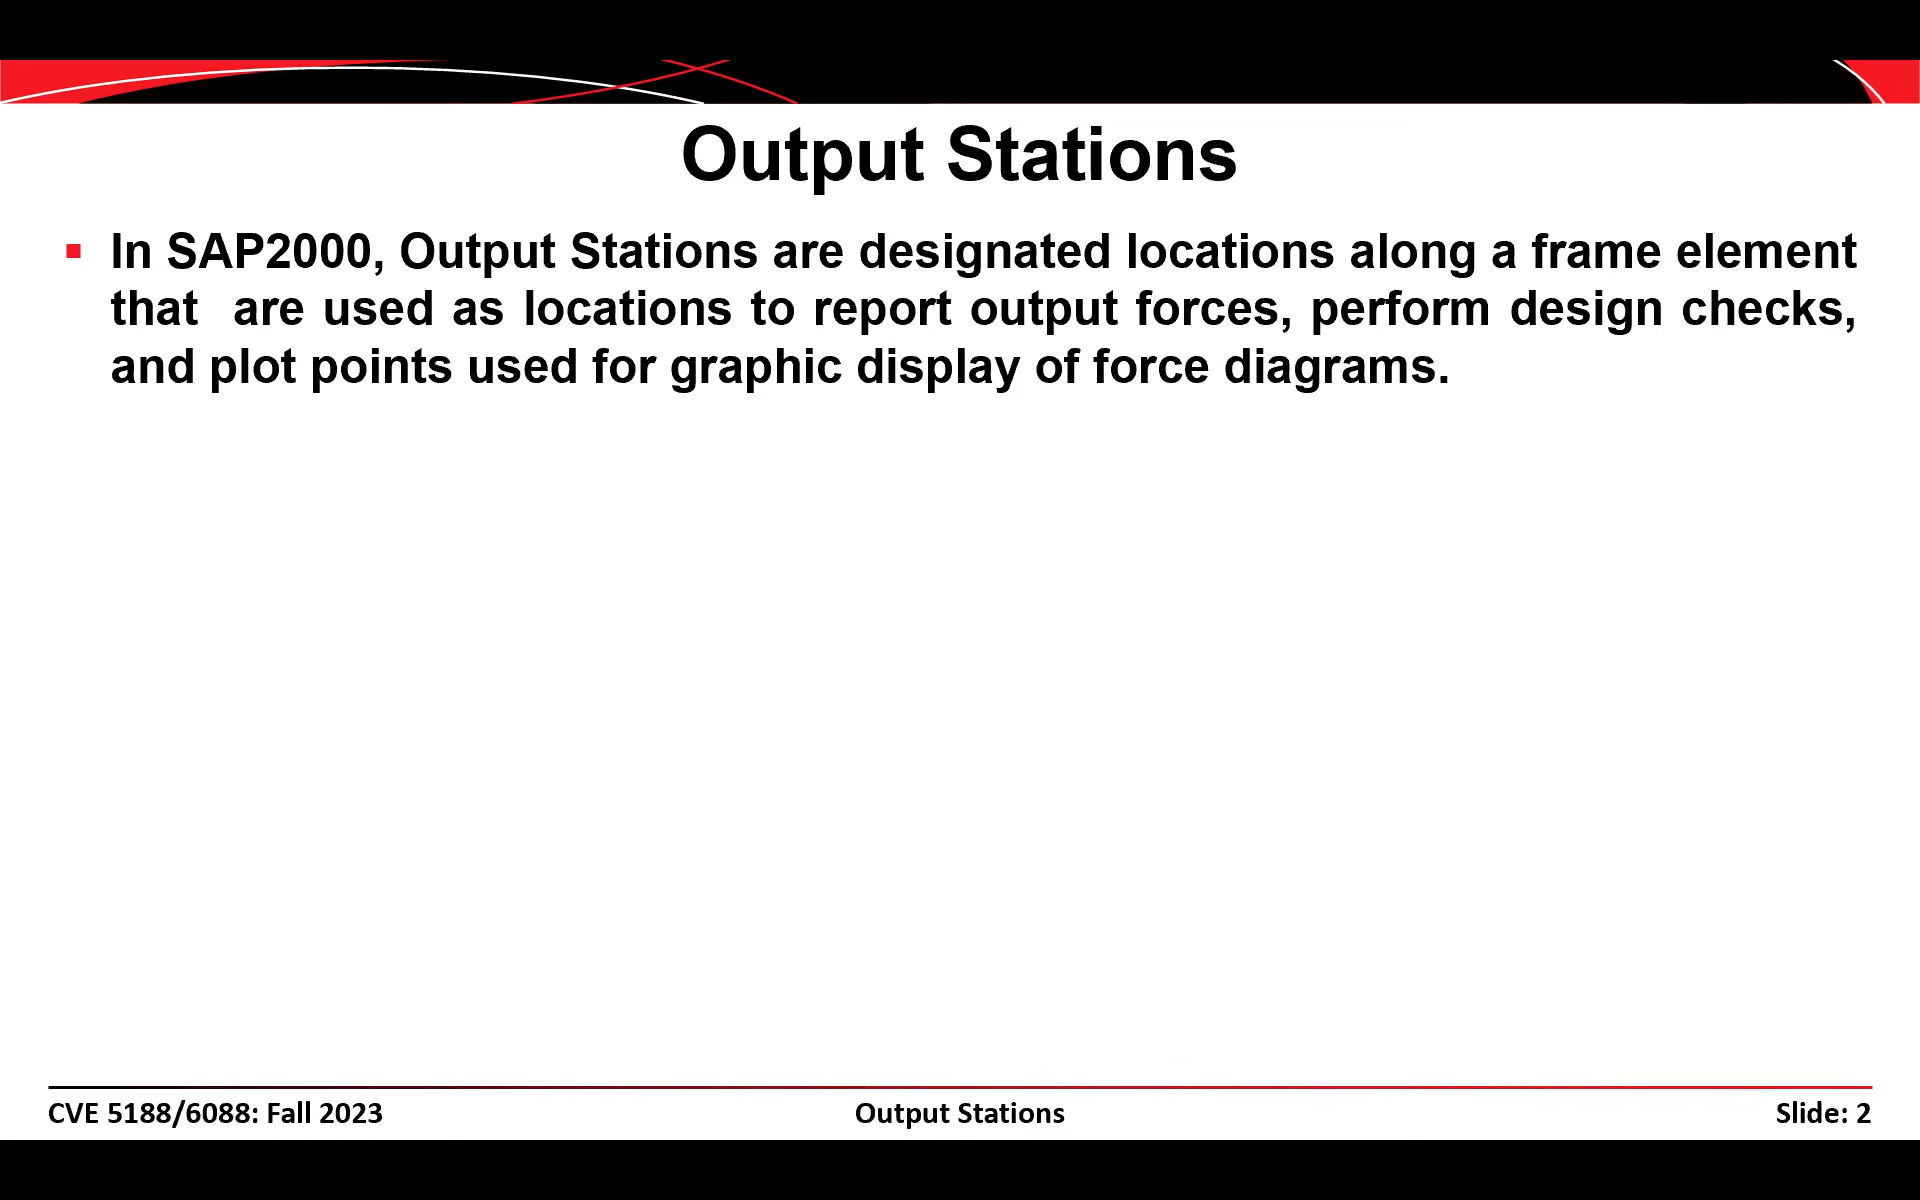 Output Stations
▪ In SAP2000, Output Stations are designated locations along a frame element
that  are used as locations to report output forces, perform design checks,
and plot points used for graphic display of force diagrams.
CVE 5188/6088: Fall 2023
Output Stations
Slide: 2